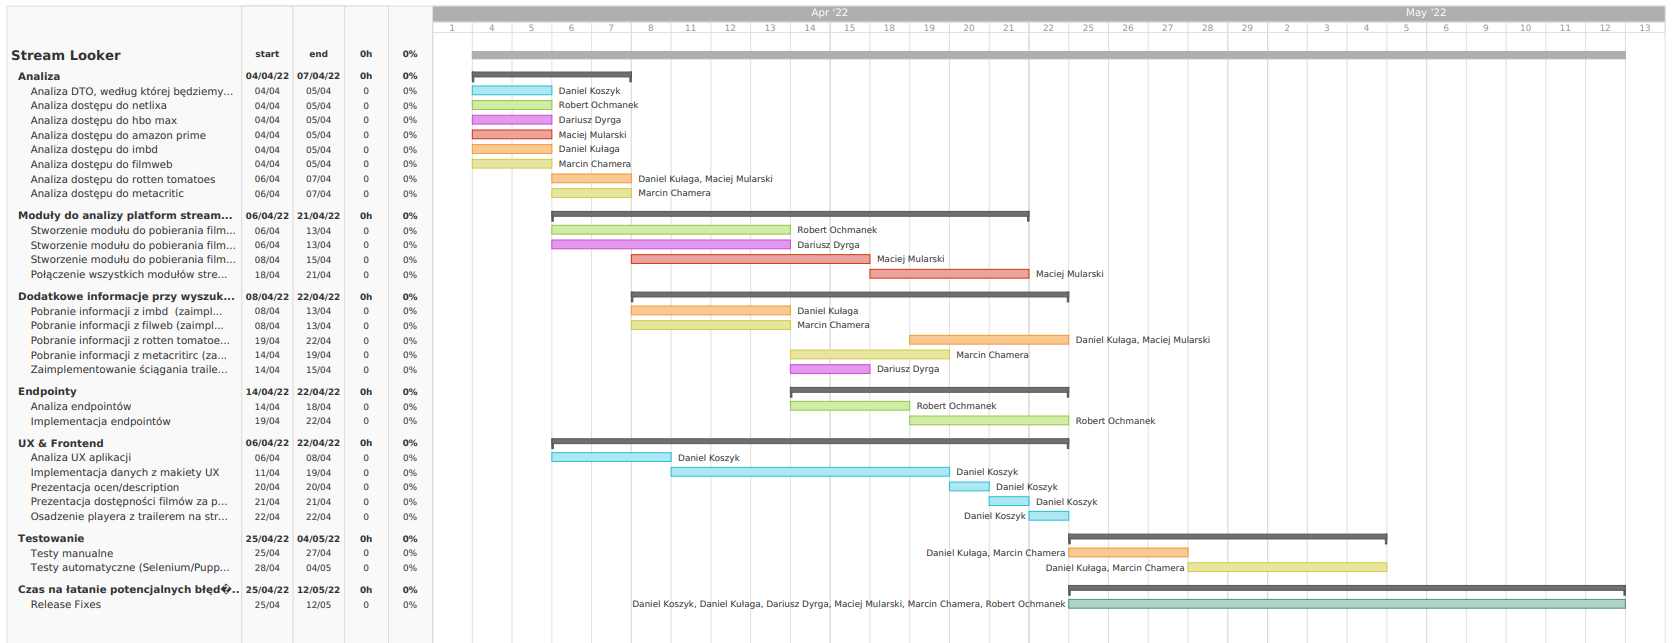 Apr '22 May '22
1 4 5 6 7 8 11 12 13 14 15 18 19 20 21 22 25 26 27 28 29 2 3 4 5 6 9 10 11 12 13
Stream Looker start end 0h 0%
Analiza 04/04/22 07/04/22 0h 0%
Analiza DTO, według której będziemy... 04/04 05/04 0 0% Daniel Koszyk
Analiza dostępu do netlixa 04/04 05/04 0 0% Robert Ochmanek
Analiza dostępu do hbo max 04/04 05/04 0 0% Dariusz Dyrga
Analiza dostępu do amazon prime 04/04 05/04 0 0% Maciej Mularski
Analiza dostępu do imbd 04/04 05/04 0 0% Daniel Kułaga
Analiza dostępu do filmweb 04/04 05/04 0 0% Marcin Chamera
Analiza dostępu do rotten tomatoes 06/04 07/04 0 0% Daniel Kułaga, Maciej Mularski
Analiza dostępu do metacritic 06/04 07/04 0 0% Marcin Chamera
Moduły do analizy platform stream... 06/04/22 21/04/22 0h 0%
Stworzenie modułu do pobierania film... 06/04 13/04 0 0% Robert Ochmanek
Stworzenie modułu do pobierania film... 06/04 13/04 0 0% Dariusz Dyrga
Stworzenie modułu do pobierania film... 08/04 15/04 0 0% Maciej Mularski
Połączenie wszystkich modułów stre... 18/04 21/04 0 0% Maciej Mularski
Dodatkowe informacje przy wyszuk... 08/04/22 22/04/22 0h 0%
Pobranie informacji z imbd (zaimpl... 08/04 13/04 0 0% Daniel Kułaga
Pobranie informacji z filweb (zaimpl... 08/04 13/04 0 0% Marcin Chamera
Pobranie informacji z rotten tomatoe... 19/04 22/04 0 0% Daniel Kułaga, Maciej Mularski
Pobranie informacji z metacritirc (za... 14/04 19/04 0 0% Marcin Chamera
Zaimplementowanie ściągania traile... 14/04 15/04 0 0% Dariusz Dyrga
Endpointy 14/04/22 22/04/22 0h 0%
Analiza endpointów 14/04 18/04 0 0% Robert Ochmanek
Implementacja endpointów 19/04 22/04 0 0% Robert Ochmanek
UX & Frontend 06/04/22 22/04/22 0h 0%
Analiza UX aplikacji 06/04 08/04 0 0% Daniel Koszyk
Implementacja danych z makiety UX 11/04 19/04 0 0% Daniel Koszyk
Prezentacja ocen/description 20/04 20/04 0 0% Daniel Koszyk
Prezentacja dostępności filmów za p... 21/04 21/04 0 0% Daniel Koszyk
Osadzenie playera z trailerem na str... 22/04 22/04 0 0% Daniel Koszyk
Testowanie 25/04/22 04/05/22 0h 0%
Testy manualne 25/04 27/04 0 0% Daniel Kułaga, Marcin Chamera
Testy automatyczne (Selenium/Pupp... 28/04 04/05 0 0% Daniel Kułaga, Marcin Chamera
Czas na łatanie potencjalnych błęd�.. 25/04/22 12/05/22 0h 0%
Release Fixes 25/04 12/05 0 0% Daniel Koszyk, Daniel Kułaga, Dariusz Dyrga, Maciej Mularski, Marcin Chamera, Robert Ochmanek